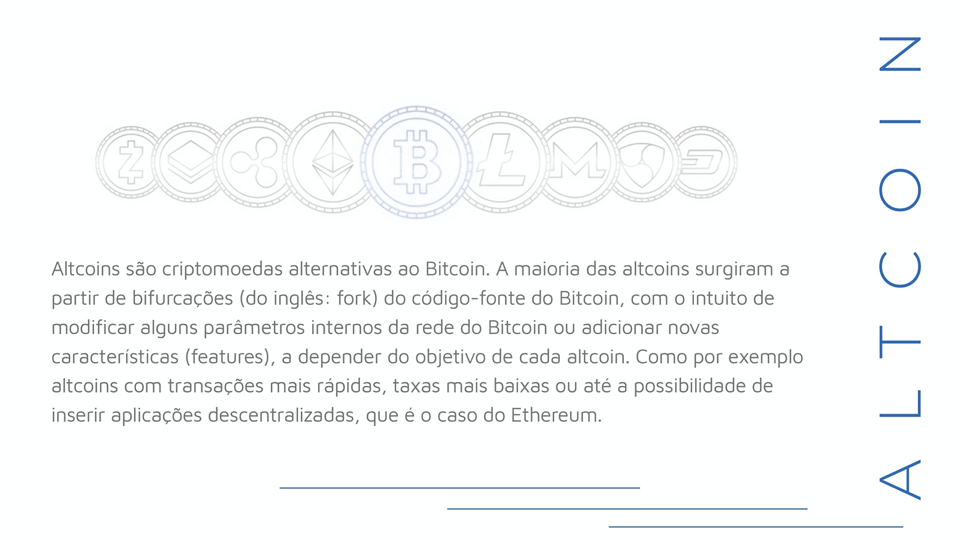 Altcoins são criptomoedas alternativas ao Bitcoin. A maioria das altcoins surgiram a
partir de bifurcações (do inglês: fork) do código-fonte do Bitcoin, com o intuito de
modificar alguns parâmetros internos da rede do Bitcoin ou adicionar novas
características (features), a depender do objetivo de cada altcoin. Como por exemplo
altcoins com transações mais rápidas, taxas mais baixas ou até a possibilidade de
inserir aplicações descentralizadas, que é o caso do Ethereum.
ALTCOIN